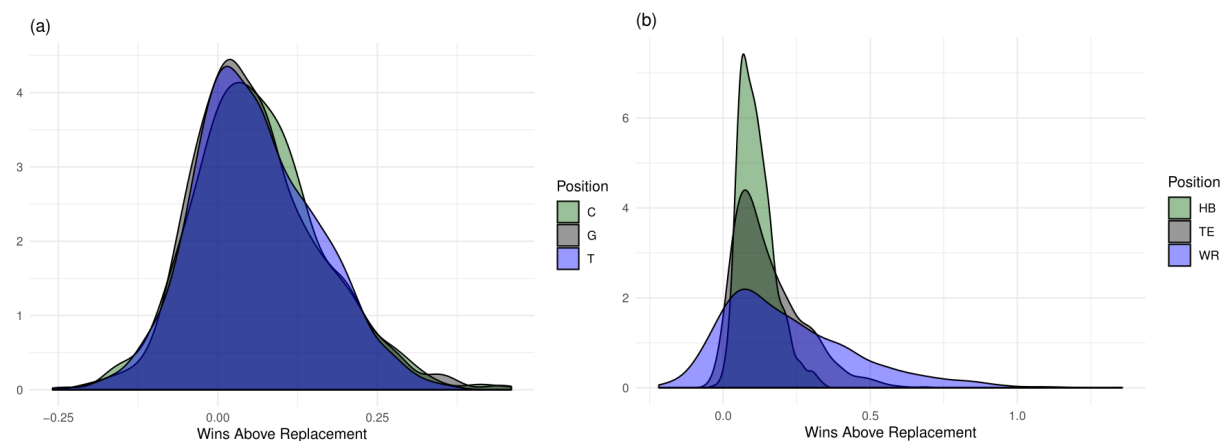 (a)
4
3
2
1
0
−0.25
0.00
0.25
Wins Above Replacement
Position
C
G
T
(b)
6
4
2
0
0.0
0.5
1.0
Wins Above Replacement
Position
HB
TE
WR